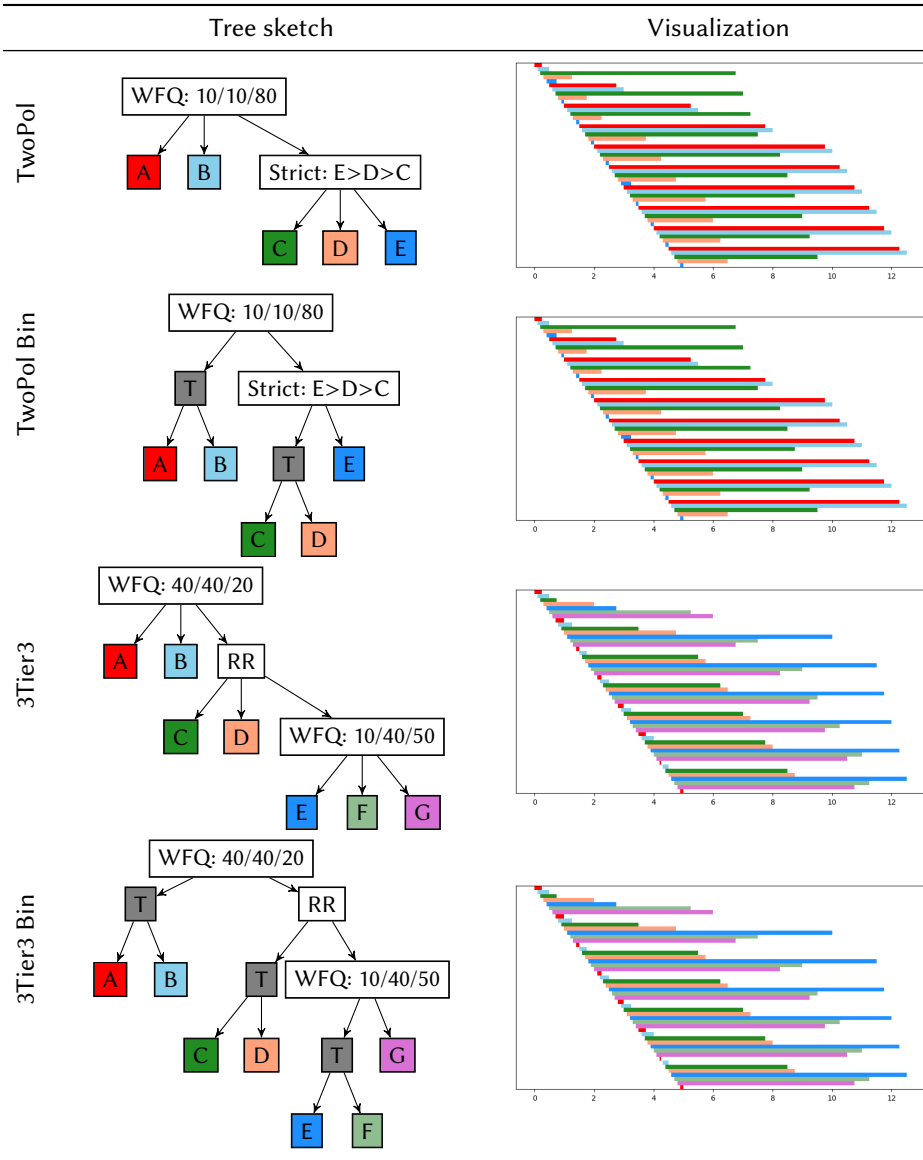 Tree sketch Visualization
TwoPol
WFQ: 10/10/80
A B Strict: E>D>C
C D E
0 2 4 6 8 10 12
TwoPol Bin
WFQ: 10/10/80
T Strict: E>D>C
A B T E
C D
0 2 4 6 8 10 12
3Tier3
WFQ: 40/40/20
A B RR
C D WFQ: 10/40/50
E F G
0 2 4 6 8 10 12
3Tier3 Bin
WFQ: 40/40/20
T RR
A B T WFQ: 10/40/50
C D T G
E F
0 2 4 6 8 10 12